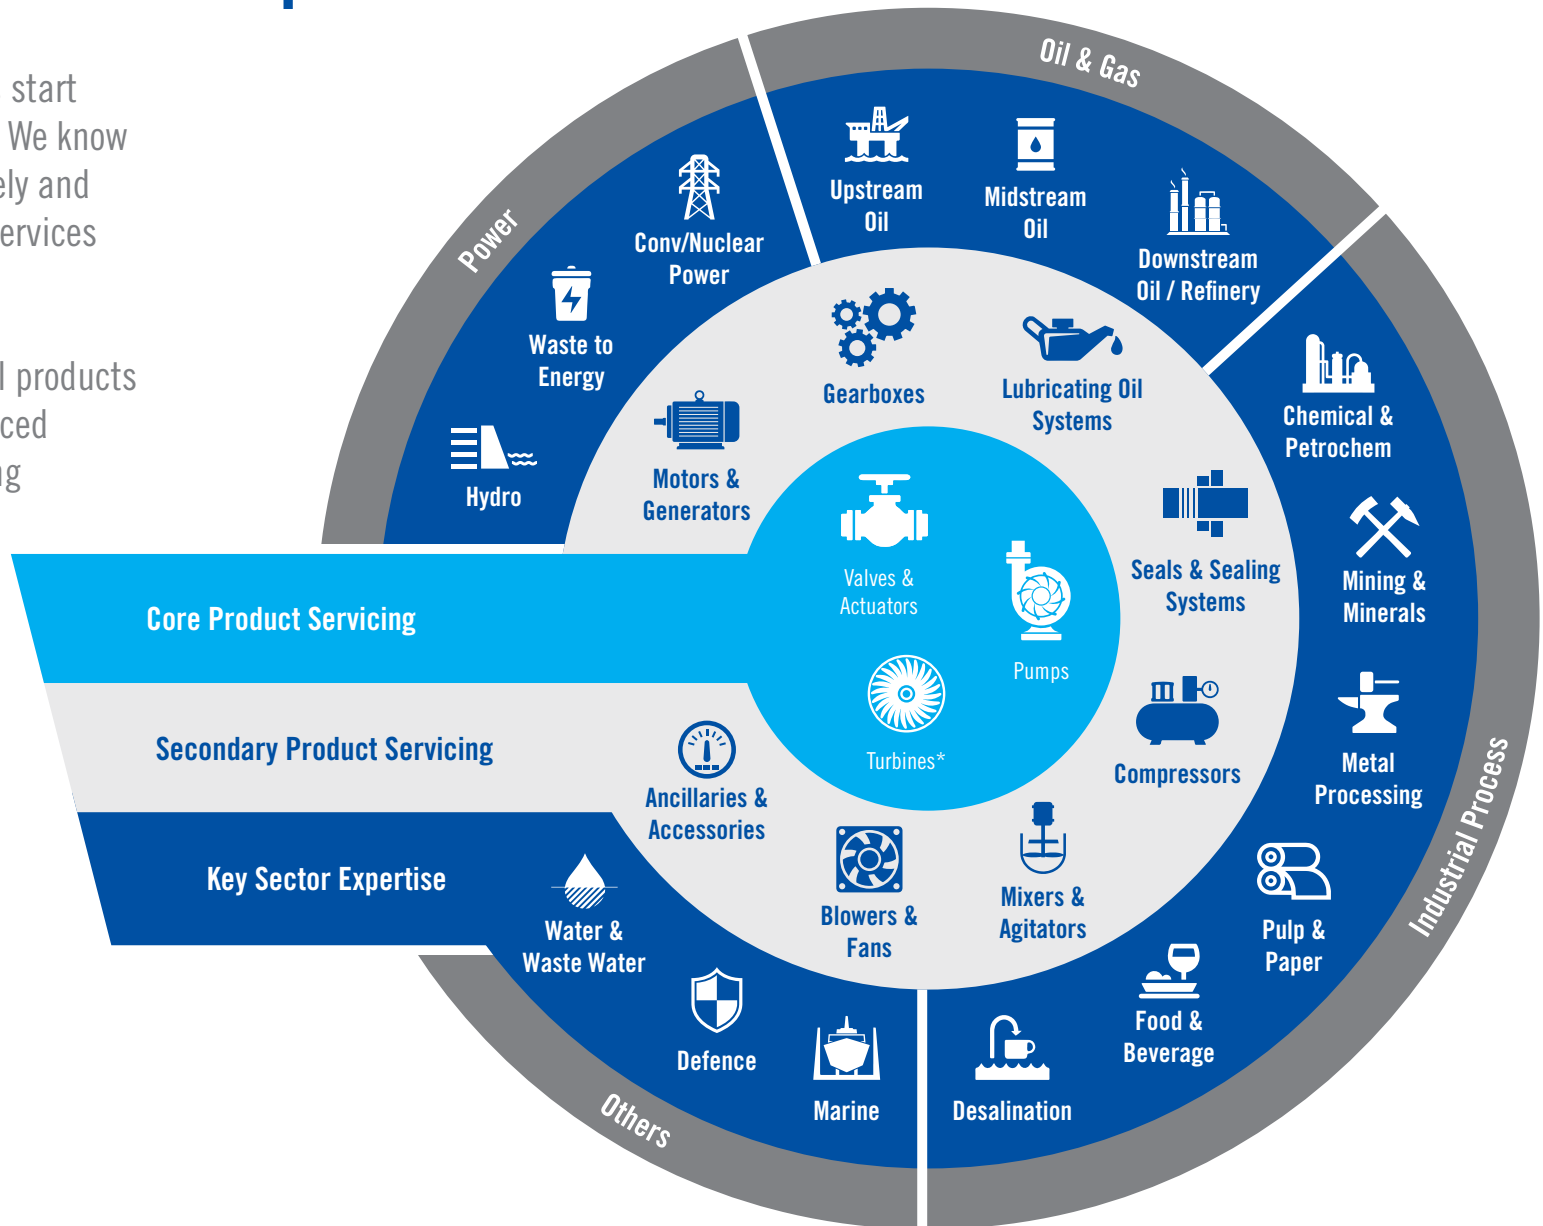 start
We know
ely and
ervices
l products
ced
ng
Oil & Gas
Power
Upstream
Oil
Midstream
Oil
Downstream
Oil / Refinery
Conv/Nuclear
Power
Waste to
Energy
Hydro
Gearboxes
Lubricating Oil
Systems
Motors &
Generators
Chemical &
Petrochem
Valves &
Actuators
Pumps
Turbines*
Seals & Sealing
Systems
Mining &
Minerals
Core Product Servicing
Secondary Product Servicing
Key Sector Expertise
Ancillaries &
Accessories
Compressors
Metal
Processing
Industrial Process
Blowers &
Fans
Mixers &
Agitators
Pulp &
Paper
Water &
Waste Water
Food &
Beverage
Defence
Marine
Desalination
Others